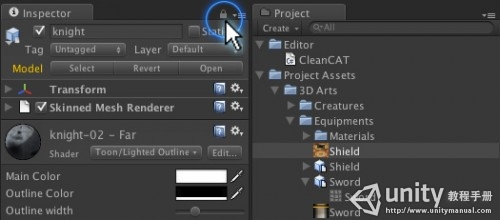 Inspector
knight
Stati
Tag
Untagged
Layer
Default
Model
Select
Revert
Open
Transform
Skinned Mesh Renderer
knight-02 - Far
Shader
Toon/Lighted Outline
Edit...
Main Color
Outline Color
Outline width
Project
Create
All
Editor
CleanCAT
Project Assets
3D Arts
Creatures
Equipments
Materials
Shield
Shield
Sword
Sword
Sword
unity 教程手册
www.unitymanual.com